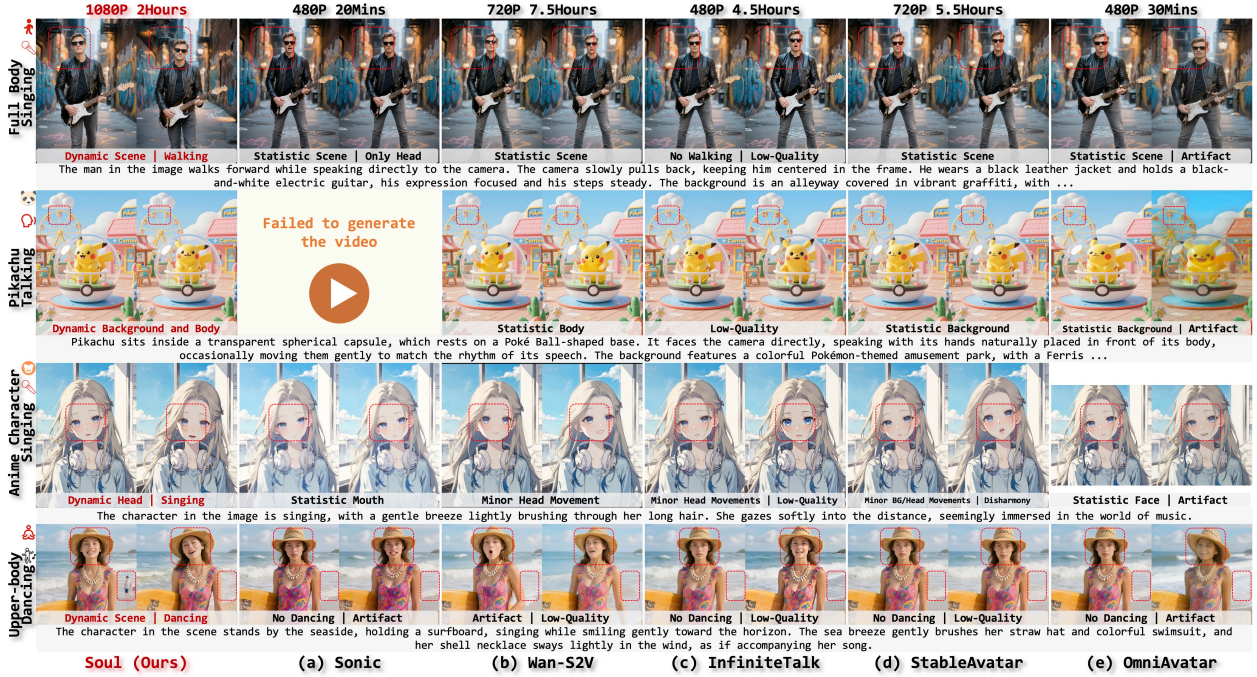 1080P 2Hours
480P 20Mins
720P 7.5Hours
480P 4.5Hours
720P 5.5Hours
480P 30Mins
Full Body
Singing
Dynamic Scene | Walking
Statistic Scene | Only Head
Statistic Scene
No Walking | Low-Quality
Statistic Scene
Statistic Scene | Artifact
The man in the image walks forward while speaking directly to the camera. The camera slowly pulls back, keeping him centered in the frame. He wears a black leather jacket and holds a black-
and-white electric guitar, his expression focused and his steps steady. The background is an alleyway covered in vibrant graffiti, with ...
Pikachu
Talking
Failed to generate
the video
Dynamic Background and Body
Statistic Body
Low-Quality
Statistic Background
Statistic Background | Artifact
Pikachu sits inside a transparent spherical capsule, which rests on a Poké Ball-shaped base. It faces the camera directly, speaking with its hands naturally placed in front of its body,
occasionally moving them gently to match the rhythm of its speech. The background features a colorful Pokémon-themed amusement park, with a Ferris ...
Anime Character
Singing
Dynamic Head | Singing
Statistic Mouth
Minor Head Movement
Minor Head Movements | Low-Quality
Minor BG/Head Movements | Disharmony
Statistic Face | Artifact
The character in the image is singing, with a gentle breeze lightly brushing through her long hair. She gazes softly into the distance, seemingly immersed in the world of music.
Upper-body
Dancing
Dynamic Scene | Dancing
No Dancing | Artifact
Artifact | Low-Quality
No Dancing | Low-Quality
No Dancing | Artifact
No Dancing | Artifact
The character in the scene stands by the seaside, holding a surfboard, singing while smiling gently toward the horizon. The sea breeze gently brushes her straw hat and colorful swimsuit, and
her shell necklace sways lightly in the wind, as if accompanying her song.
Soul (Ours)
(a) Sonic
(b) Wan-S2V
(c) InfiniteTalk
(d) StableAvatar
(e) OmniAvatar